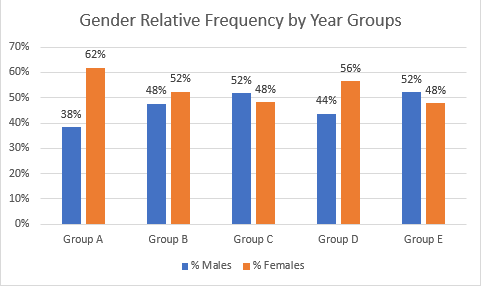 Gender Relative Frequency by Year Groups
70%
60%
50%
40%
30%
20%
10%
0%
38%
62%
48%
52%
52%
48%
44%
56%
52%
48%
Group A
Group B
Group C
Group D
Group E
% Males
% Females